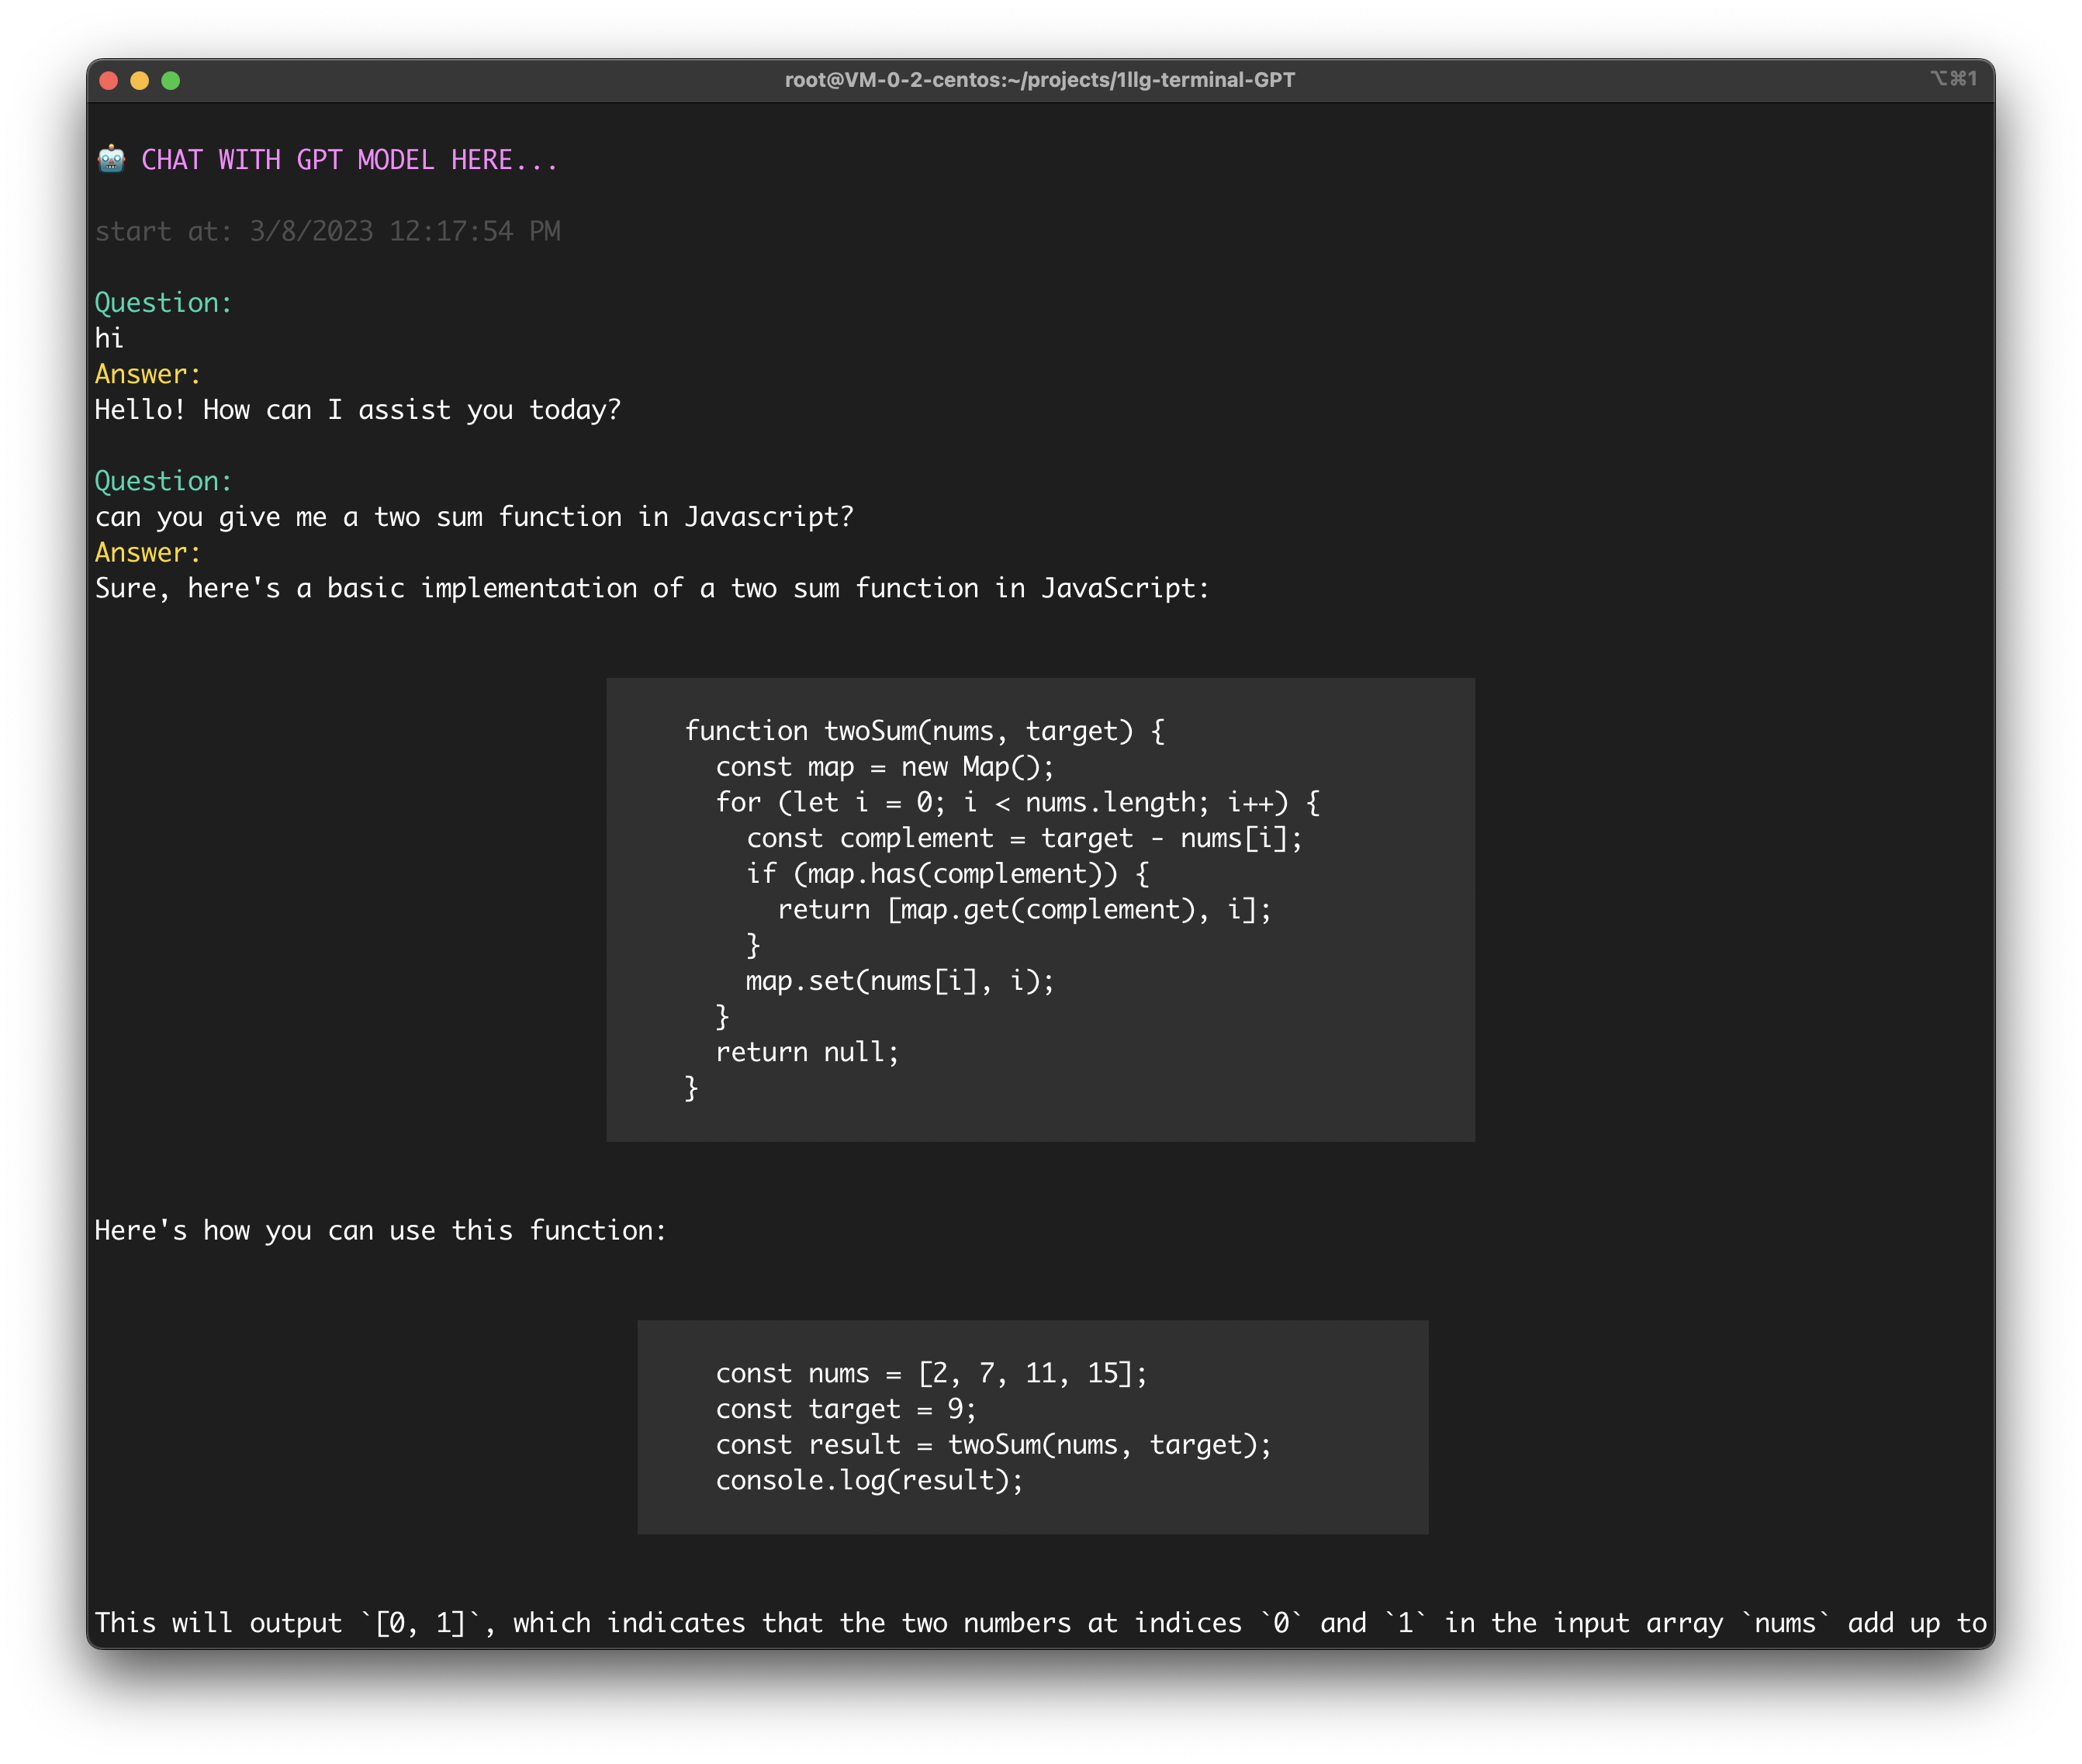 root@VM-0-2-centos:~/projects/1llg-terminal-GPT
⌥⌘1
🤖 CHAT WITH GPT MODEL HERE...
start at: 3/8/2023 12:17:54 PM
Question:
hi
Answer:
Hello! How can I assist you today?
Question:
can you give me a two sum function in Javascript?
Answer:
Sure, here's a basic implementation of a two sum function in JavaScript:
function twoSum(nums, target) {
  const map = new Map();
  for (let i = 0; i < nums.length; i++) {
    const complement = target - nums[i];
    if (map.has(complement)) {
      return [map.get(complement), i];
    }
    map.set(nums[i], i);
  }
  return null;
}
Here's how you can use this function:
const nums = [2, 7, 11, 15];
const target = 9;
const result = twoSum(nums, target);
console.log(result);
This will output `[0, 1]`, which indicates that the two numbers at indices `0` and `1` in the input array `nums` add up to